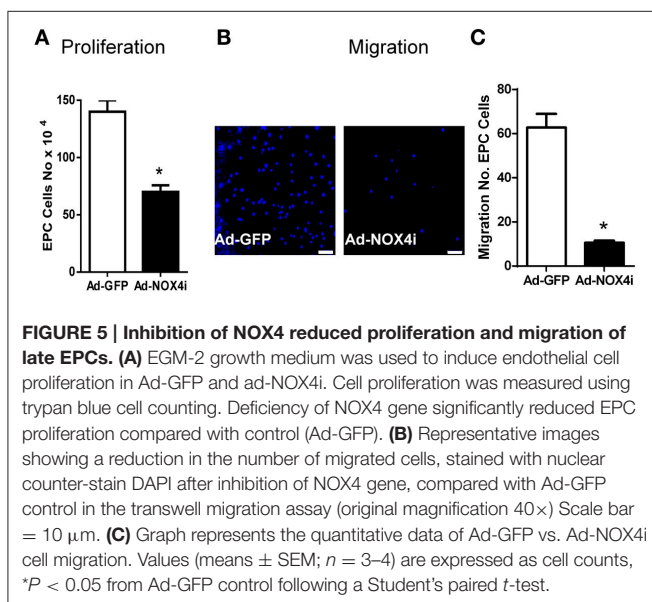 A
Proliferation
B
Migration
C
EPC Cells No x 10⁻⁴
150
100
50
0
*
Ad-GFP Ad-NOX4i
Ad-GFP
Ad-NOX4i
Migration No. EPC Cells
80
60
40
20
0
*
Ad-GFP Ad-NOX4i
FIGURE 5 | Inhibition of NOX4 reduced proliferation and migration of
late EPCs. (A) EGM-2 growth medium was used to induce endothelial cell
proliferation in Ad-GFP and ad-NOX4i. Cell proliferation was measured using
trypan blue cell counting. Deficiency of NOX4 gene significantly reduced EPC
proliferation compared with control (Ad-GFP). (B) Representative images
showing a reduction in the number of migrated cells, stained with nuclear
counter-stain DAPI after inhibition of NOX4 gene, compared with Ad-GFP
control in the transwell migration assay (original magnification 40×) Scale bar
= 10 μm. (C) Graph represents the quantitative data of Ad-GFP vs. Ad-NOX4i
cell migration. Values (means ± SEM; n = 3–4) are expressed as cell counts,
*P < 0.05 from Ad-GFP control following a Student's paired t-test.